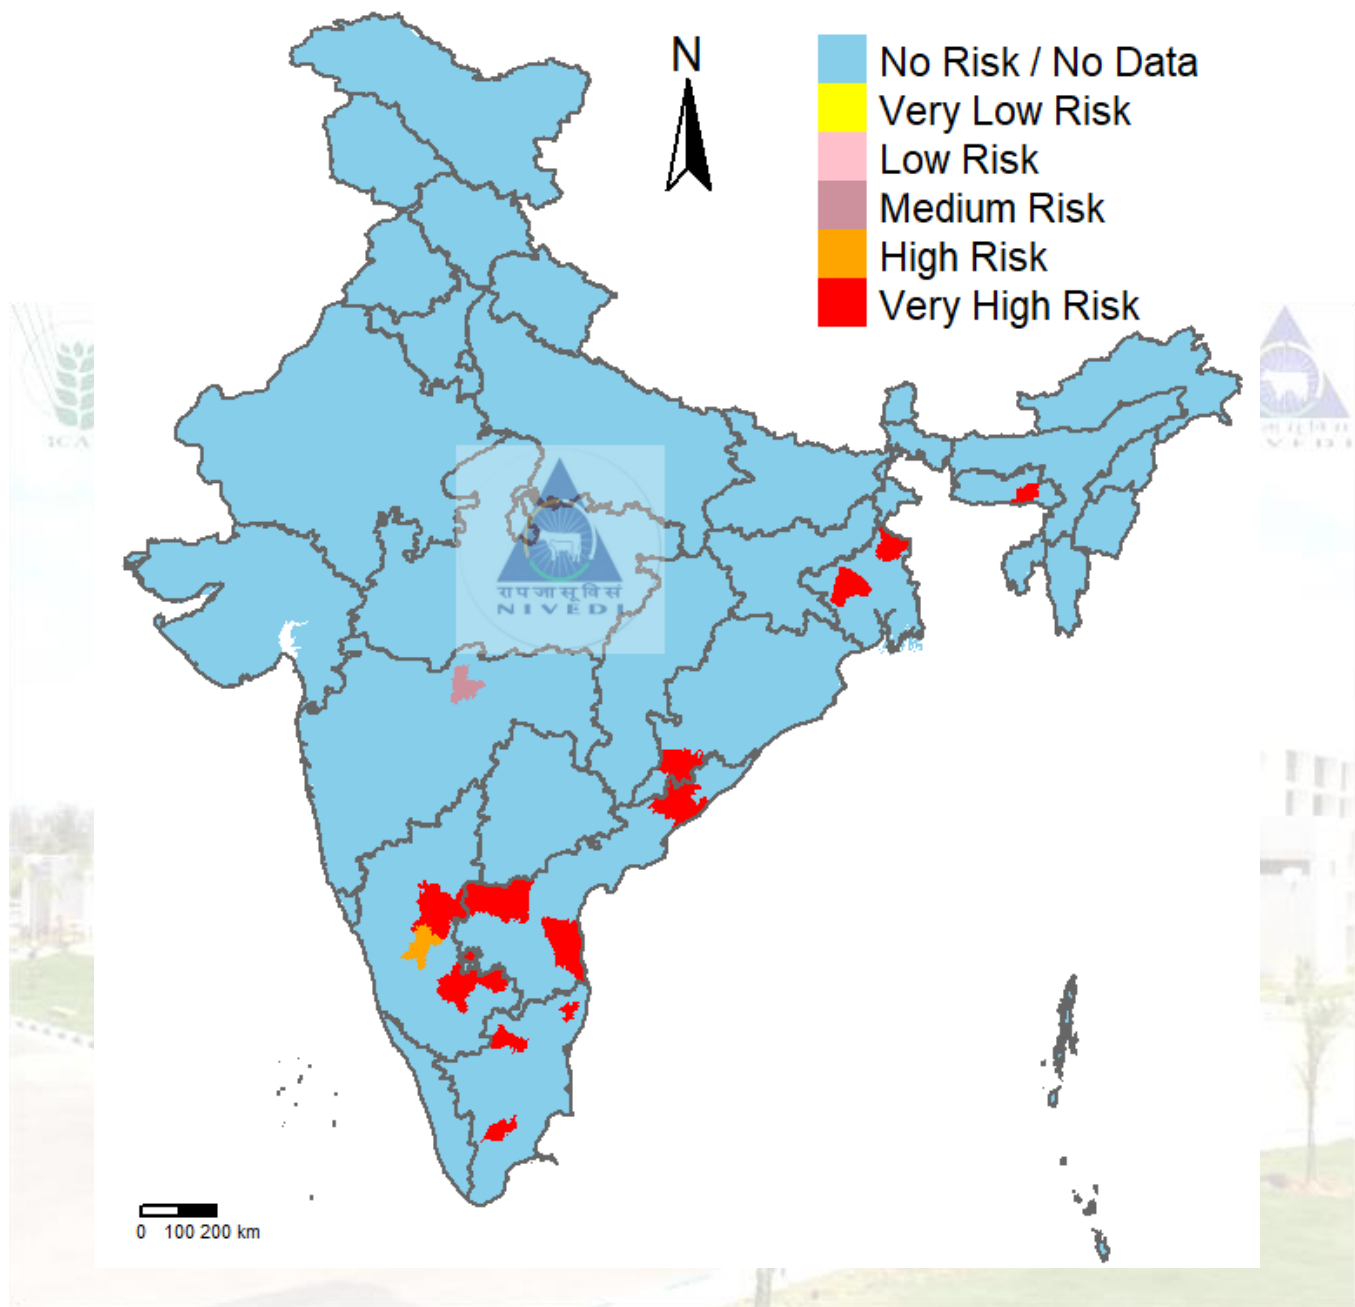 N
No Risk / No Data
Very Low Risk
Low Risk
Medium Risk
High Risk
Very High Risk
रापजासूविसं
NIVEDI
0 100 200 km